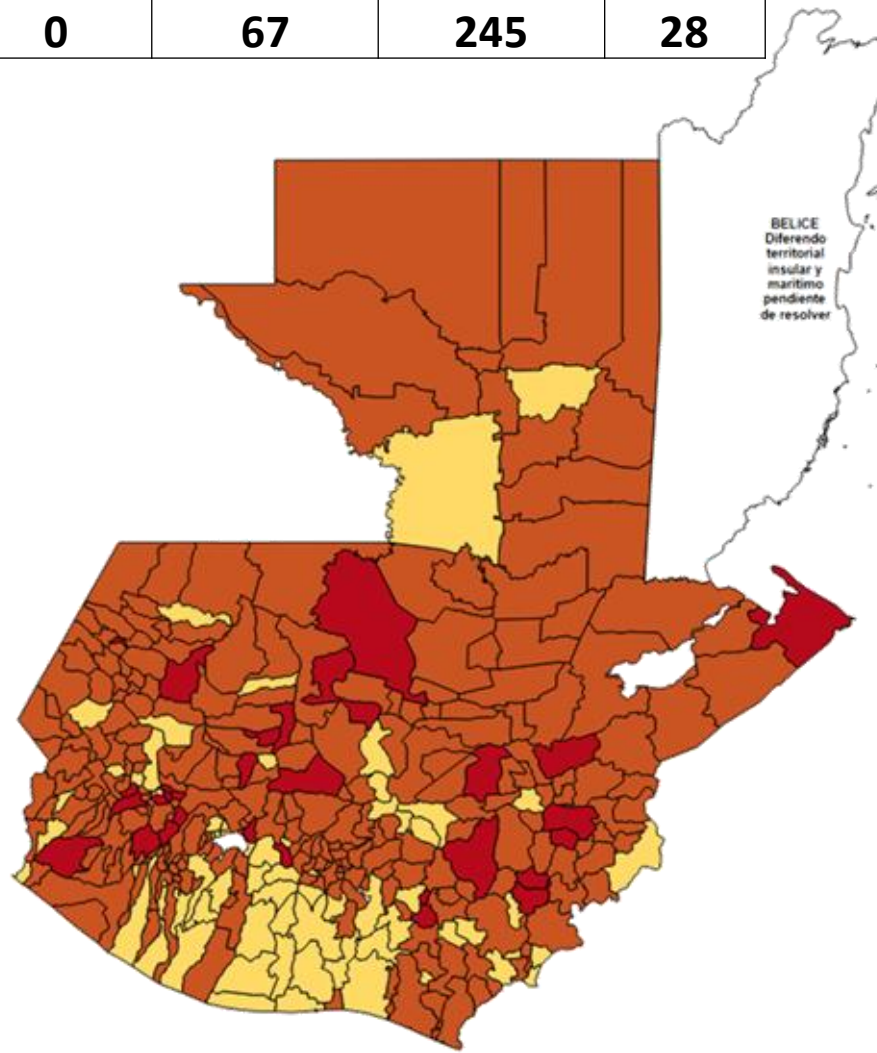 0 67 245 28
BELICE
Diferendo
territorial
insular y
marítimo
pendiente
de resolver